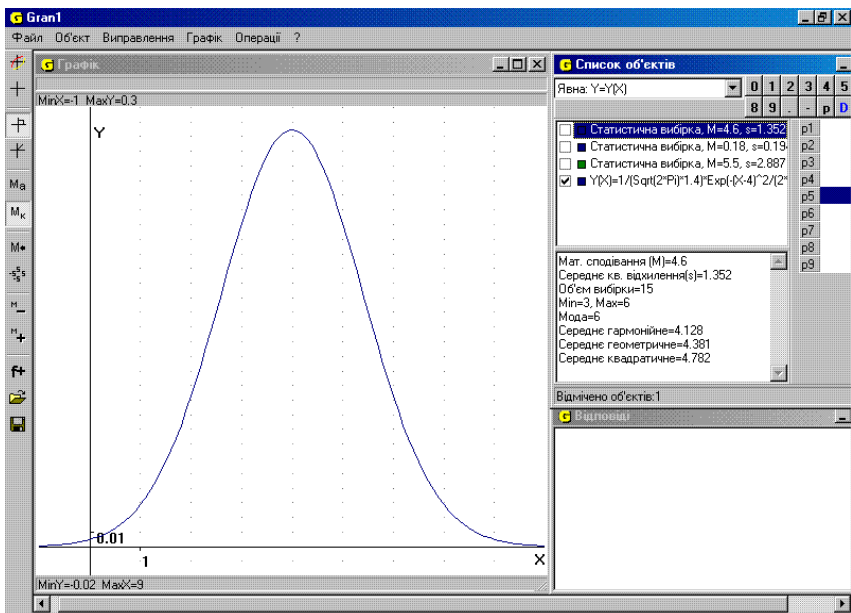 Gran1
Файл Об'єкт Виправлення Графік Операції ?
Графік
MinX=-1 MaxY=0.3
Y
0.01
1
X
MinY=-0.02 MaxX=9
Ma
Mк
M
S S S
M
M
f+
Список об'єктів
Явна: Y=Y(X)
0 1 2 3 4 5
8 9 . - p D
Статистична вибірка, M=4.6, s=1.352
Статистична вибірка, M=0.18, s=0.19
Статистична вибірка, M=5.5, s=2.887
Y(X)=1/(Sqrt(2*Pi)*1.4)*Exp(-(X-4)^2/(2*
p1
p2
p3
p4
p5
p6
p7
p8
p9
Мат. сподівання (M)=4.6
Середнє кв. відхилення(s)=1.352
Об'єм вибірки=15
Min=3, Max=6
Мода=6
Середнє гармонійне=4.128
Середнє геометричне=4.381
Середнє квадратичне=4.782
Відмічено об'єктів:1
Відповіді